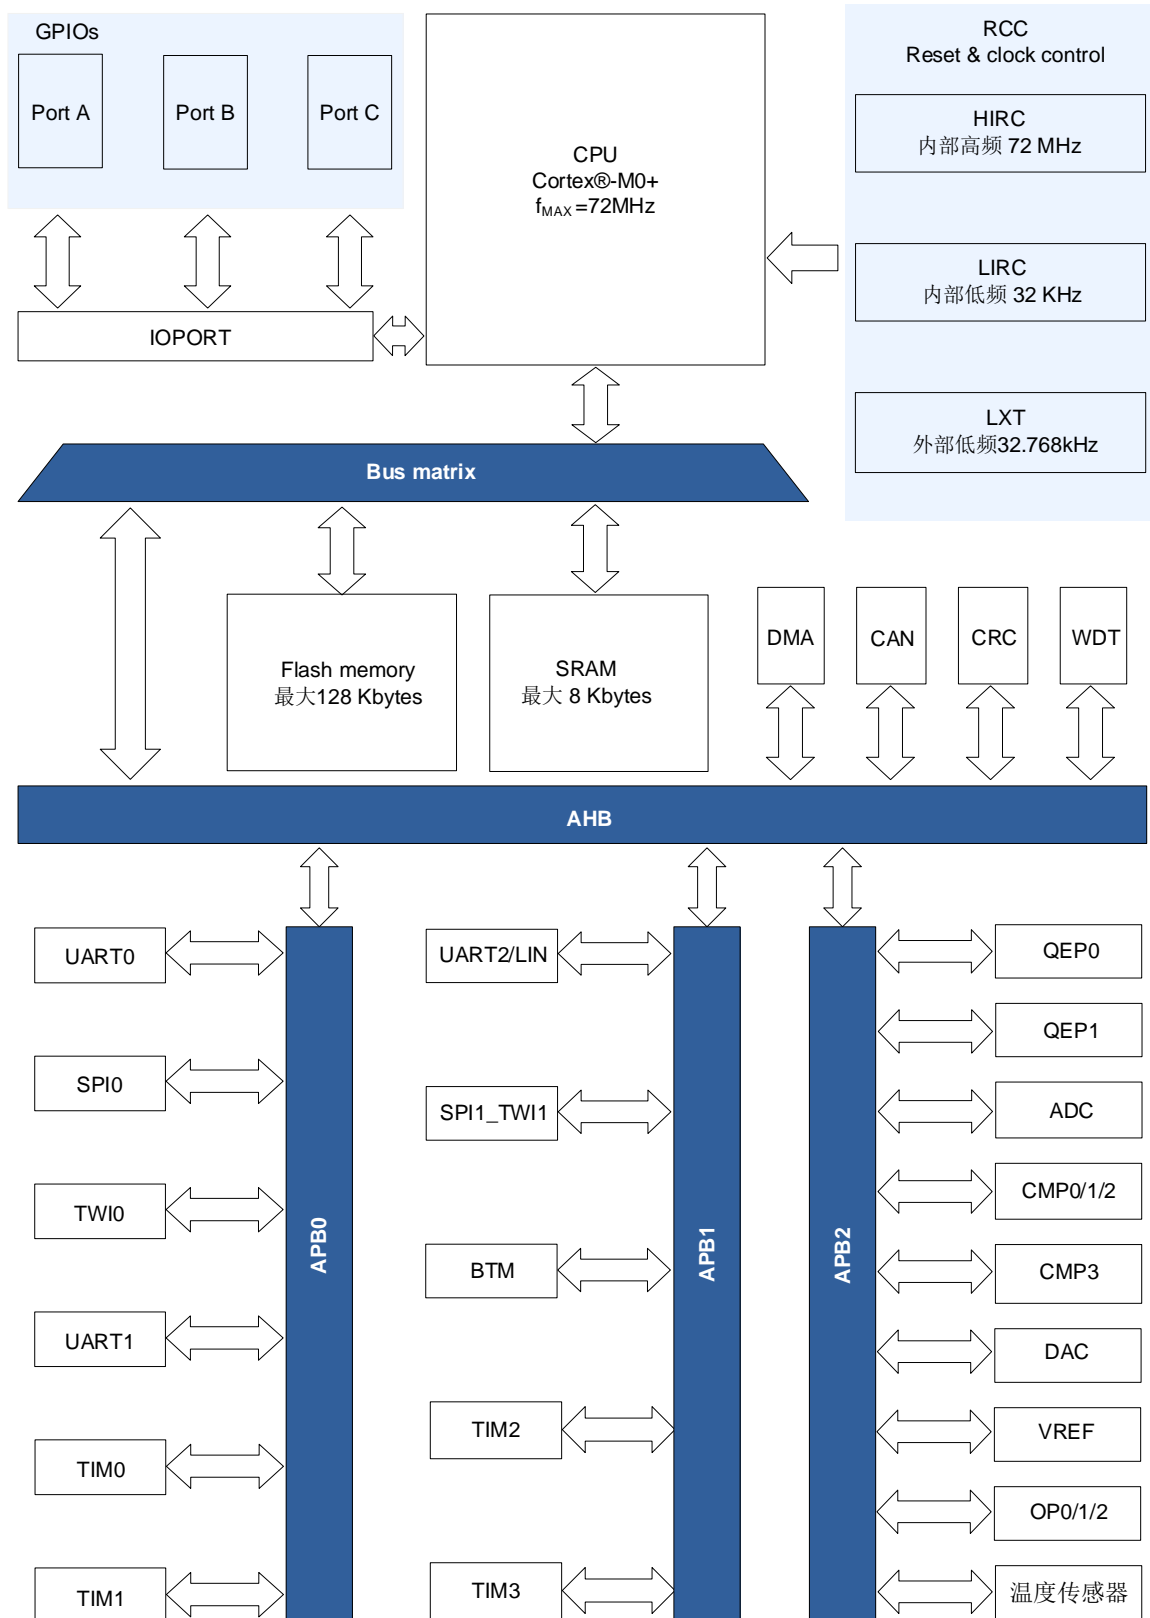 GPIOs
Port A
Port B
Port C
IOPORT
CPU
Cortex®-M0+
fMAX=72MHz
RCC
Reset & clock control
HIRC
内部高频 72 MHz
LIRC
内部低频 32 KHz
LXT
外部低频32.768kHz
Bus matrix
Flash memory
最大128 Kbytes
SRAM
最大 8 Kbytes
DMA
CAN
CRC
WDT
AHB
UART0
SPI0
TWI0
UART1
TIM0
TIM1
APB0
UART2/LIN
SPI1_TWI1
BTM
TIM2
TIM3
APB1
APB2
QEP0
QEP1
ADC
CMP0/1/2
CMP3
DAC
VREF
OP0/1/2
温度传感器